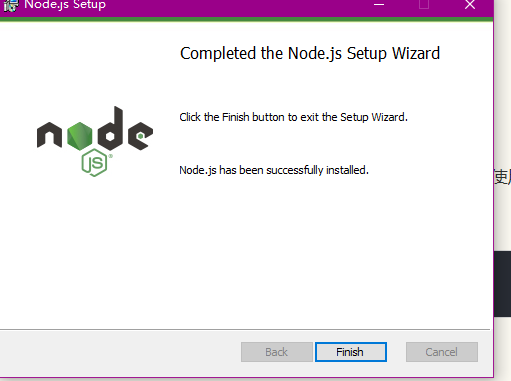 Node.js Setup
Completed the Node.js Setup Wizard
node
JS
Click the Finish button to exit the Setup Wizard.
Node.js has been successfully installed.
使用
Back
Finish
Cancel